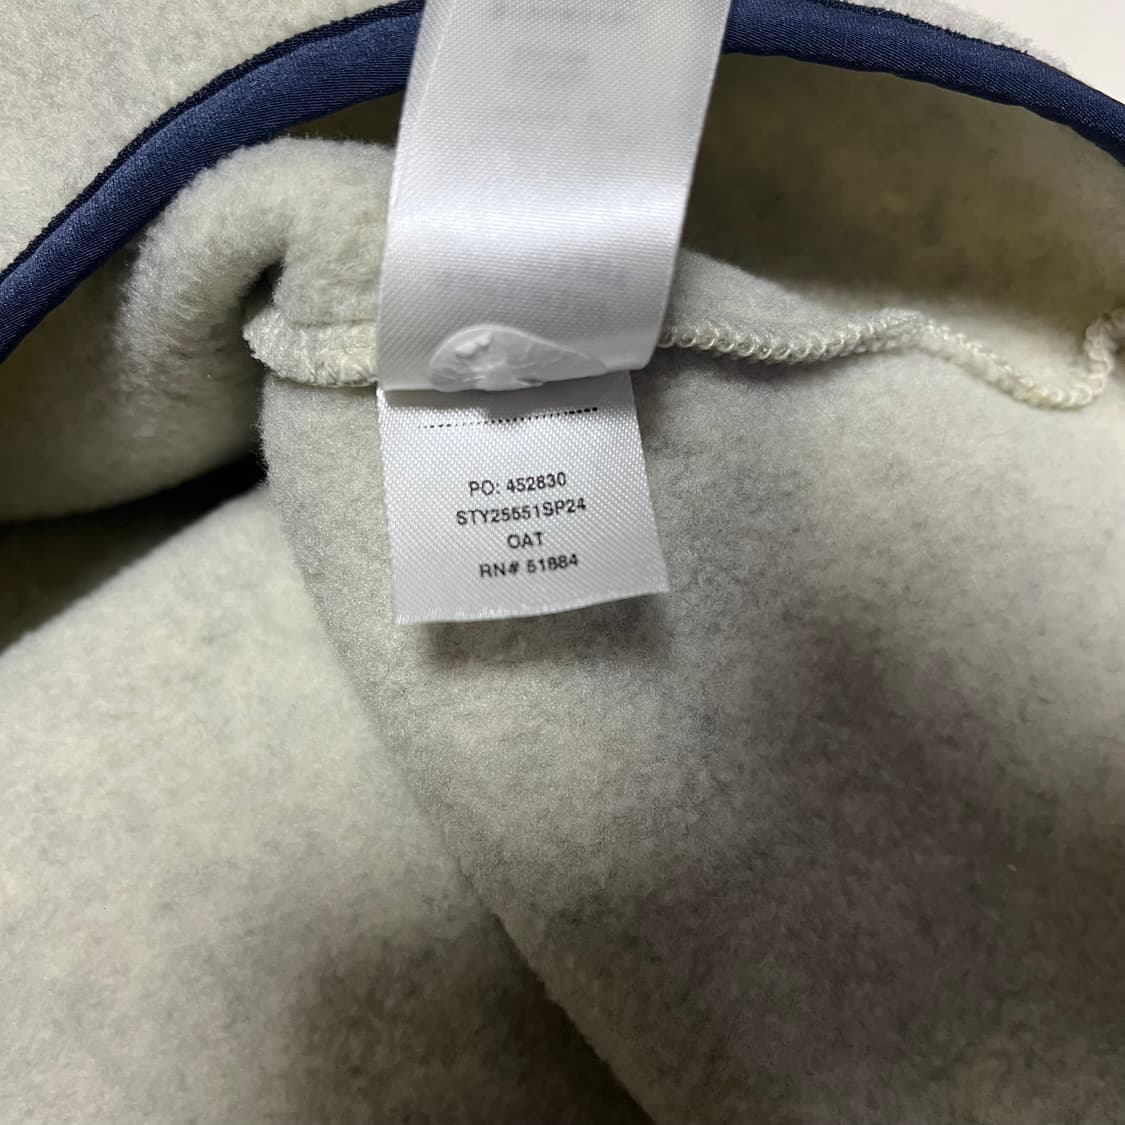 PO: 452830
STY25551SP24
OAT
RN# 51884